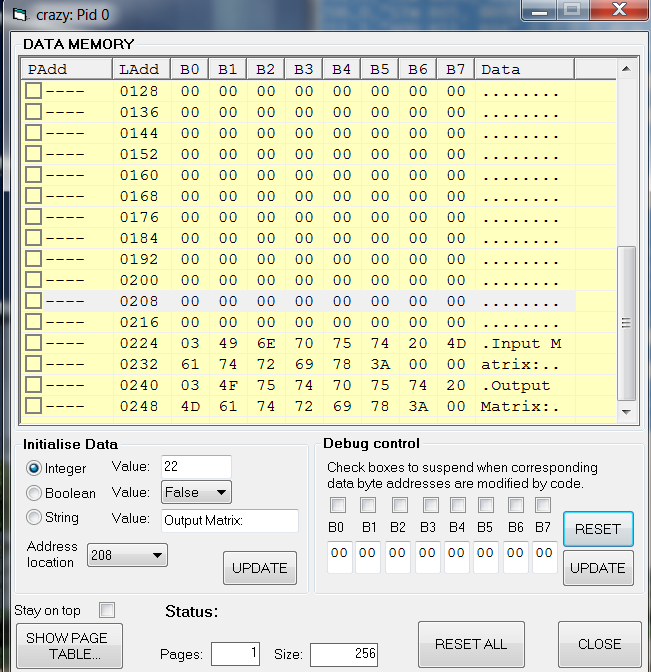 crazy: Pid 0
DATA MEMORY
PAdd LAdd B0 B1 B2 B3 B4 B5 B6 B7 Data
---- 0128 00 00 00 00 00 00 00 00 ........
---- 0136 00 00 00 00 00 00 00 00 ........
---- 0144 00 00 00 00 00 00 00 00 ........
---- 0152 00 00 00 00 00 00 00 00 ........
---- 0160 00 00 00 00 00 00 00 00 ........
---- 0168 00 00 00 00 00 00 00 00 ........
---- 0176 00 00 00 00 00 00 00 00 ........
---- 0184 00 00 00 00 00 00 00 00 ........
---- 0192 00 00 00 00 00 00 00 00 ........
---- 0200 00 00 00 00 00 00 00 00 ........
---- 0208 00 00 00 00 00 00 00 00 ........
---- 0216 00 00 00 00 00 00 00 00 ........
---- 0224 03 49 6E 70 75 74 20 4D .Input M
---- 0232 61 74 72 69 78 3A 00 00 atrix:..
---- 0240 03 4F 75 74 70 75 74 20 .Output
---- 0248 4D 61 74 72 69 78 3A 00 Matrix:.
Initialise Data
Integer Value: 22
Boolean Value: False
String Value: Output Matrix:
Address
location 208
UPDATE
Debug control
Check boxes to suspend when corresponding
data byte addresses are modified by code.
B0 B1 B2 B3 B4 B5 B6 B7
00 00 00 00 00 00 00 00
RESET
UPDATE
Stay on top
SHOW PAGE
TABLE...
Status:
Pages: 1 Size: 256
RESET ALL
CLOSE